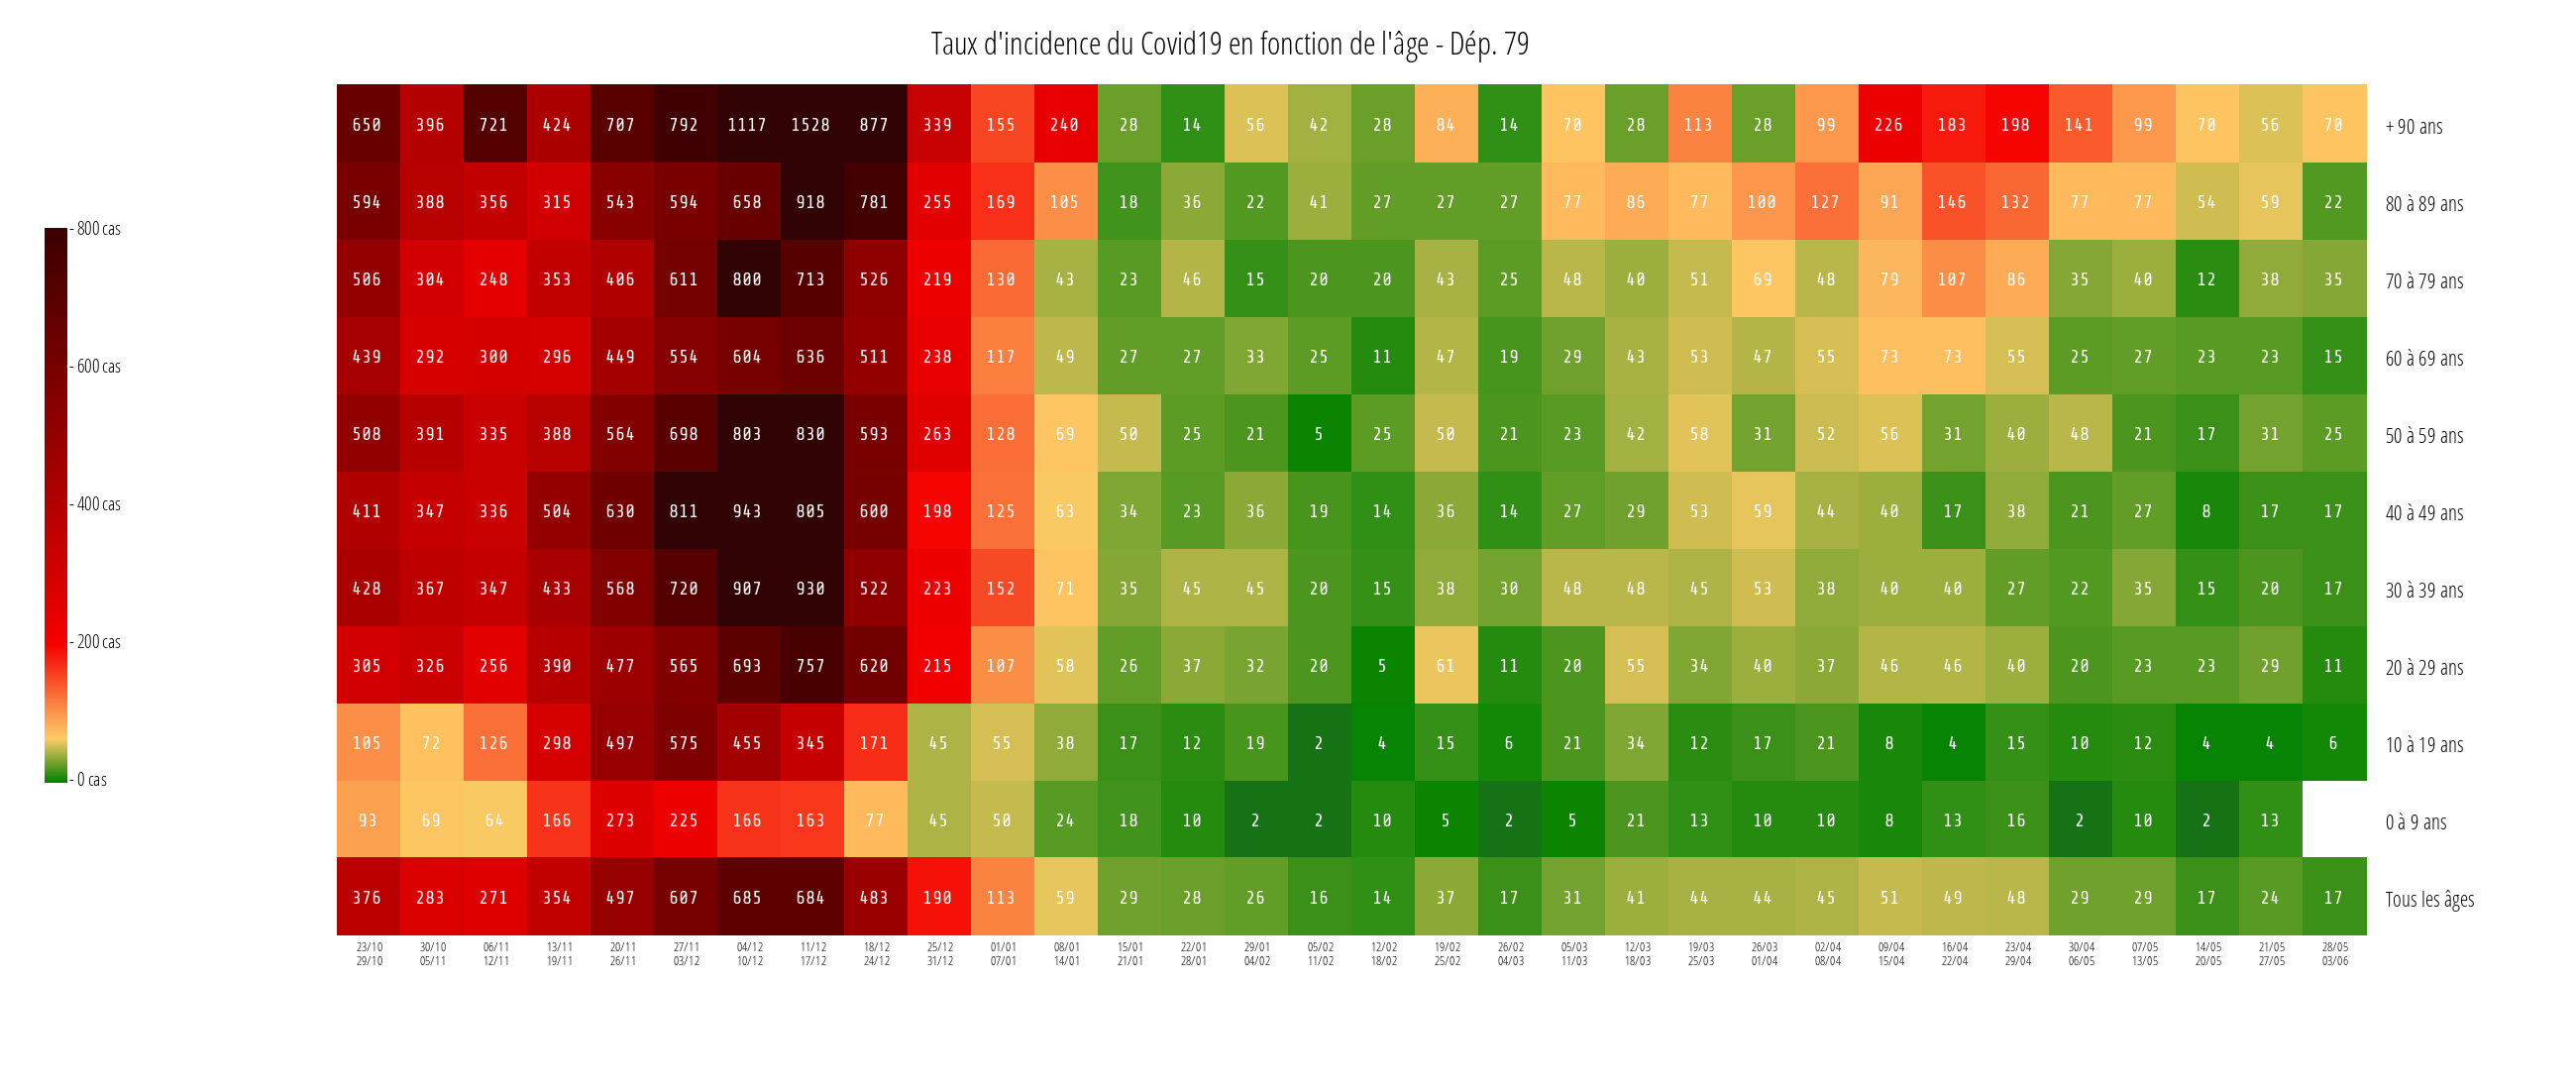 Taux d'incidence du Covid19 en fonction de l'âge - Dép. 79
650 396 721 424 707 792 1117 1528 877 339 155 240 28 14 56 42 28 84 14 70 28 113 28 99 226 183 198 141 99 70 56 70 + 90 ans
594 388 356 315 543 594 658 918 781 255 169 105 18 36 22 41 27 27 27 77 86 77 100 127 91 146 132 77 77 54 59 22 80 à 89 ans
506 304 248 353 406 611 800 713 526 219 130 43 23 46 15 20 20 43 25 48 40 51 69 48 79 107 86 35 40 12 38 35 70 à 79 ans
439 292 300 296 449 554 604 636 511 238 117 49 27 27 33 25 11 47 19 29 43 53 47 55 73 73 55 25 27 23 23 15 60 à 69 ans
508 391 335 388 564 698 803 830 593 263 128 69 50 25 21 5 25 50 21 23 42 58 31 52 56 31 40 48 21 17 31 25 50 à 59 ans
411 347 336 504 630 811 943 805 600 198 125 63 34 23 36 19 14 36 14 27 29 53 59 44 40 17 38 21 27 8 17 17 40 à 49 ans
428 367 347 433 568 720 907 930 522 223 152 71 35 45 45 20 15 38 30 48 48 45 53 38 40 40 27 22 35 15 20 17 30 à 39 ans
305 326 256 390 477 565 693 757 620 215 107 58 26 37 32 20 5 61 11 20 55 34 40 37 46 46 40 20 23 23 29 11 20 à 29 ans
105 72 126 298 497 575 455 345 171 45 55 38 17 12 19 2 4 15 6 21 34 12 17 21 8 4 15 10 12 4 4 6 10 à 19 ans
93 69 64 166 273 225 166 163 77 45 50 24 18 10 2 2 10 5 2 5 21 13 10 10 8 13 16 2 10 2 13 0 à 9 ans
376 283 271 354 497 607 685 684 483 190 113 59 29 28 26 16 14 37 17 31 41 44 44 45 51 49 48 29 29 17 24 17 Tous les âges
23/10 30/10 06/11 13/11 20/11 27/11 04/12 11/12 18/12 25/12 01/01 08/01 15/01 22/01 29/01 05/02 12/02 19/02 26/02 05/03 12/03 19/03 26/03 02/04 09/04 16/04 23/04 30/04 07/05 14/05 21/05 28/05
29/10 05/11 12/11 19/11 26/11 03/12 10/12 17/12 24/12 31/12 07/01 14/01 21/01 28/01 04/02 11/02 18/02 25/02 04/03 11/03 18/03 25/03 01/04 08/04 15/04 22/04 29/04 06/05 13/05 20/05 27/05 03/06
- 800 cas
- 600 cas
- 400 cas
- 200 cas
- 0 cas